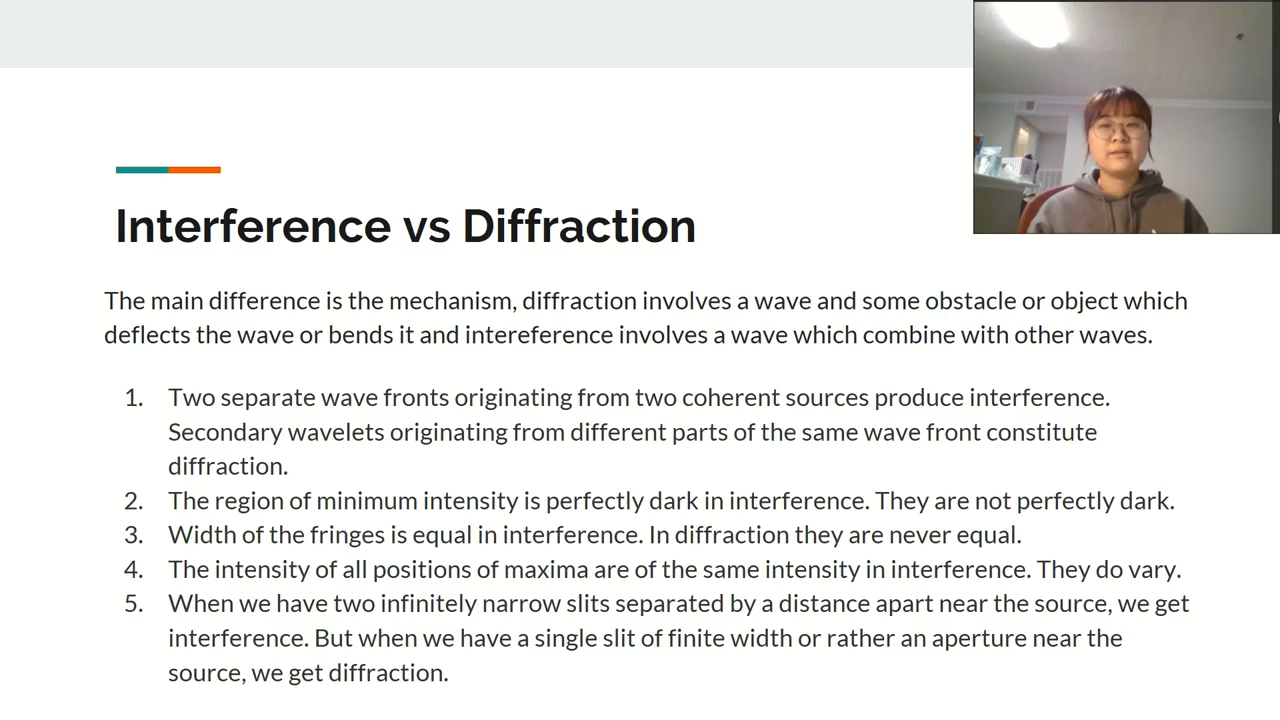 Interference vs Diffraction
The main difference is the mechanism, diffraction involves a wave and some obstacle or object which
deflects the wave or bends it and intereference involves a wave which combine with other waves.
1. Two separate wave fronts originating from two coherent sources produce interference.
Secondary wavelets originating from different parts of the same wave front constitute
diffraction.
2. The region of minimum intensity is perfectly dark in interference. They are not perfectly dark.
3. Width of the fringes is equal in interference. In diffraction they are never equal.
4. The intensity of all positions of maxima are of the same intensity in interference. They do vary.
5. When we have two infinitely narrow slits separated by a distance apart near the source, we get
interference. But when we have a single slit of finite width or rather an aperture near the
source, we get diffraction.